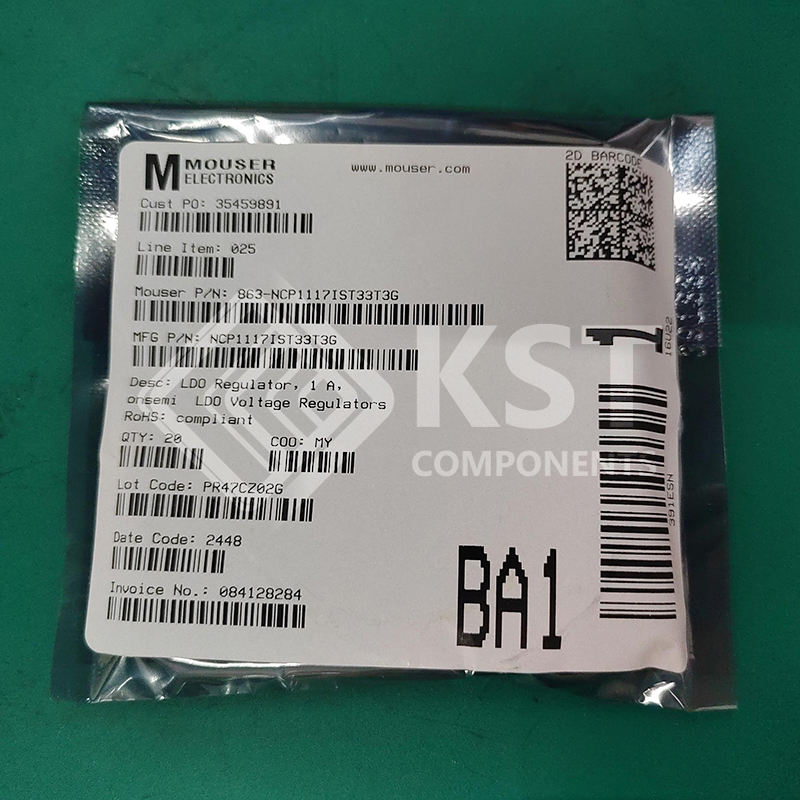 MOUSER
ELECTRONICS
www.mouser.com
2D BARCODE
Cust PO: 35459891
Line Item: 025
Mouser P/N: 863-NCP1117IST33T3G
MFG P/N: NCP1117IST33T3G
Desc: LDO Regulator, 1 A,
onsemi LDO Voltage Regulators
RoHS: compliant
QTY: 20
COO: MY
Lot Code: PR47CZ02G
Date Code: 2448
Invoice No.: 084128284
BA1
1
16U22
391ESN
KST
COMPONENTS